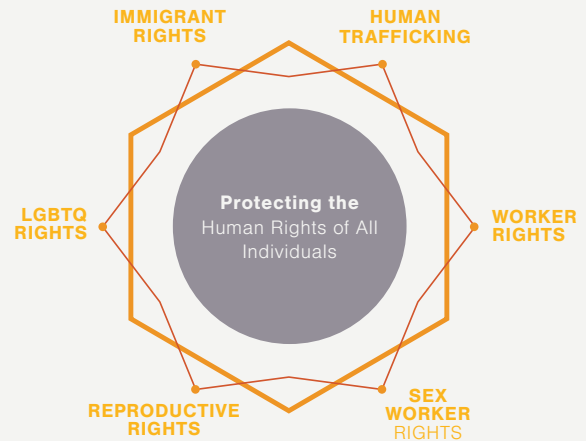 IMMIGRANT
RIGHTS
HUMAN
TRAFFICKING
LGBTQ
RIGHTS
Protecting the
Human Rights of All
Individuals
WORKER
RIGHTS
REPRODUCTIVE
RIGHTS
SEX
WORKER
RIGHTS